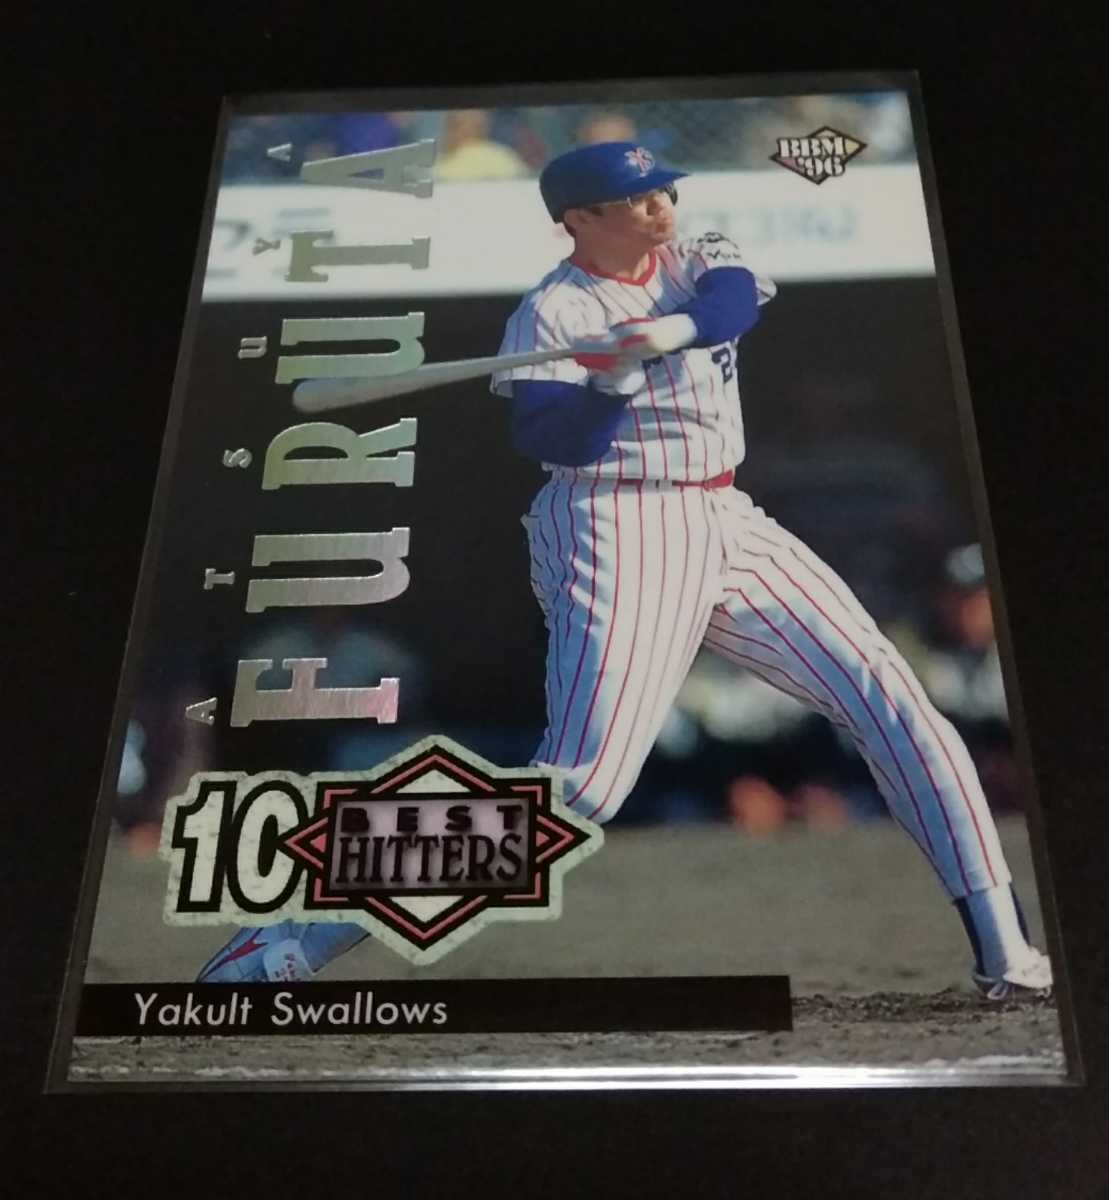 BBM
'96
ATSUYA
FURUTA
10
BEST
HITTERS
Yakult Swallows